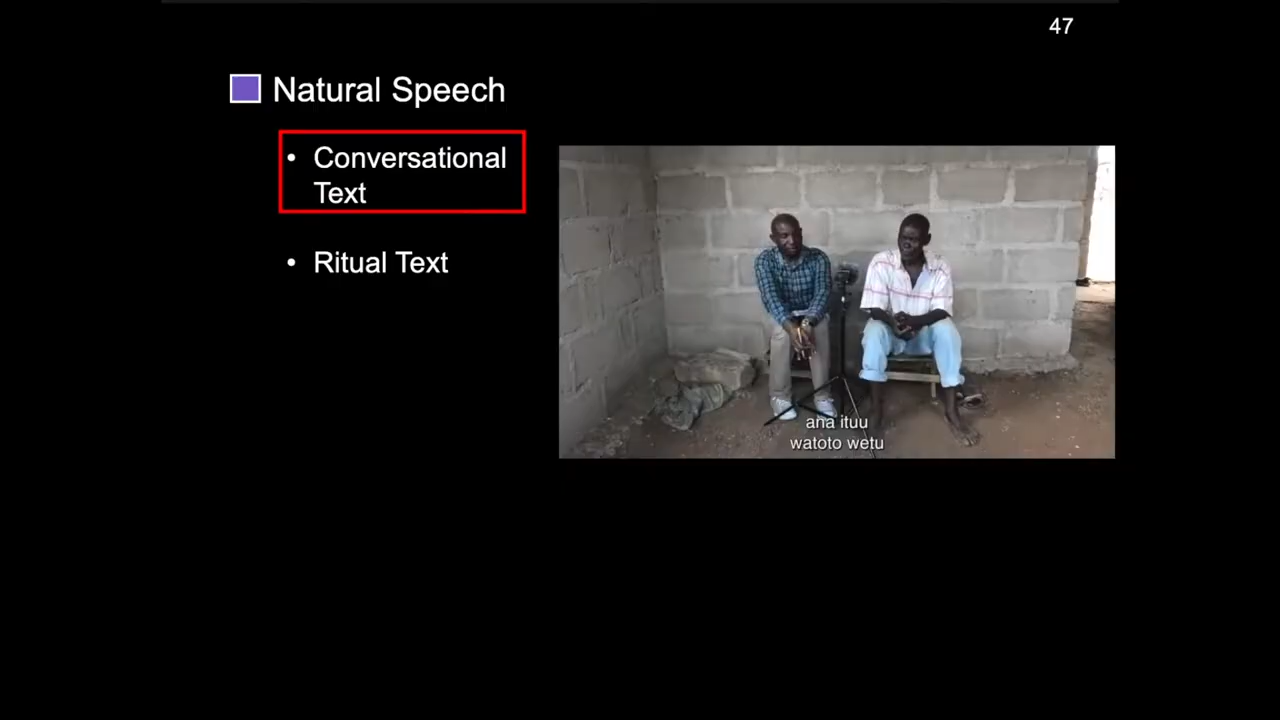 47
Natural Speech
• Conversational
Text
• Ritual Text
ana ituu
watoto wetu